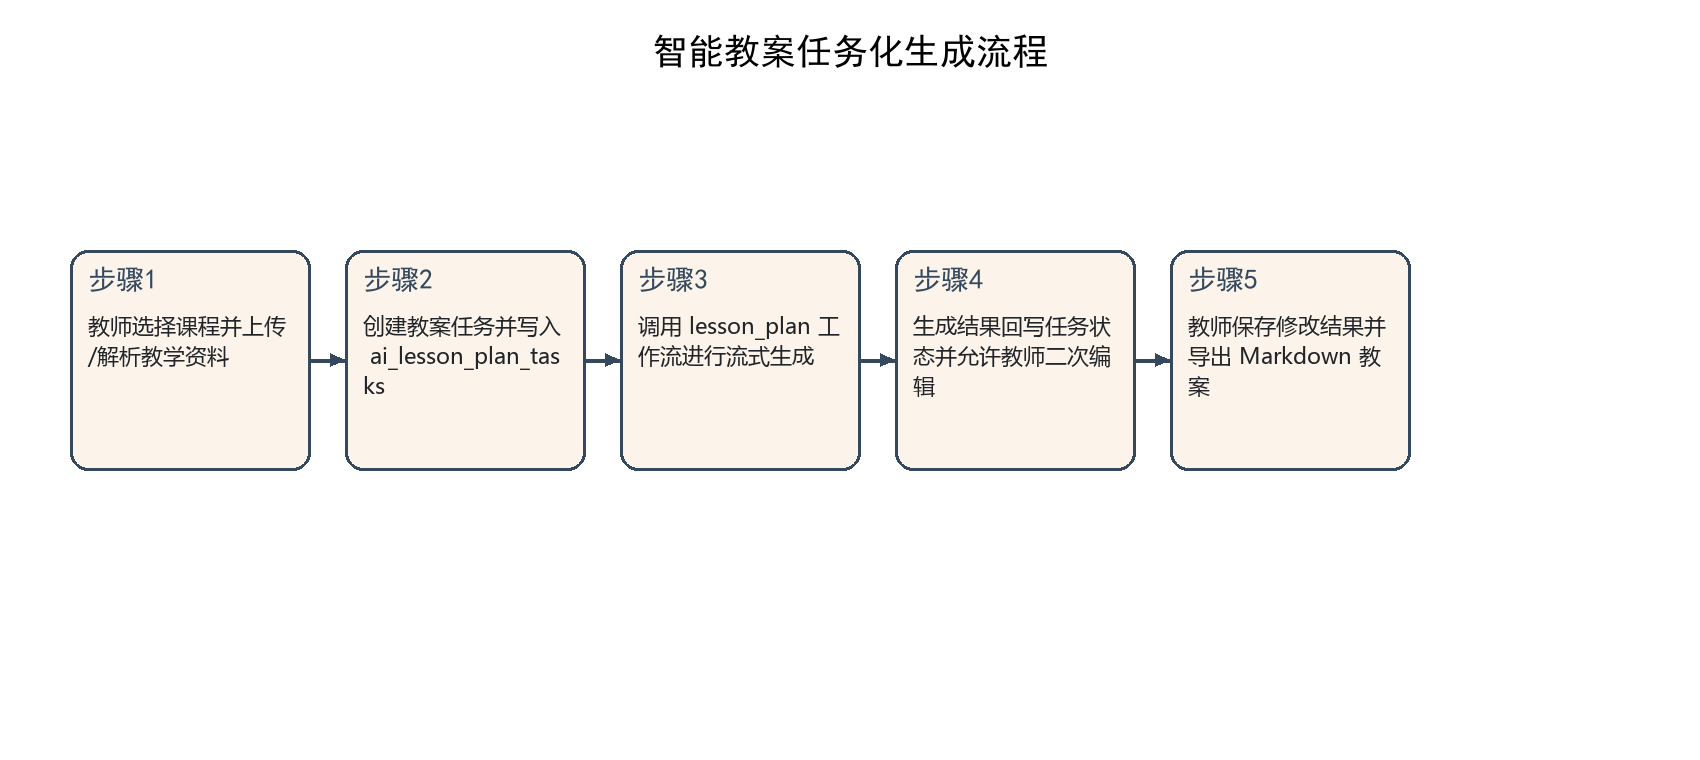 智能教案任务化生成流程
步骤1
教师选择课程并上传
/解析教学资料
步骤2
创建教案任务并写入
ai_lesson_plan_tas
ks
步骤3
调用 lesson_plan 工
作流进行流式生成
步骤4
生成结果回写任务状
态并允许教师二次编
辑
步骤5
教师保存修改结果并
导出 Markdown 教
案